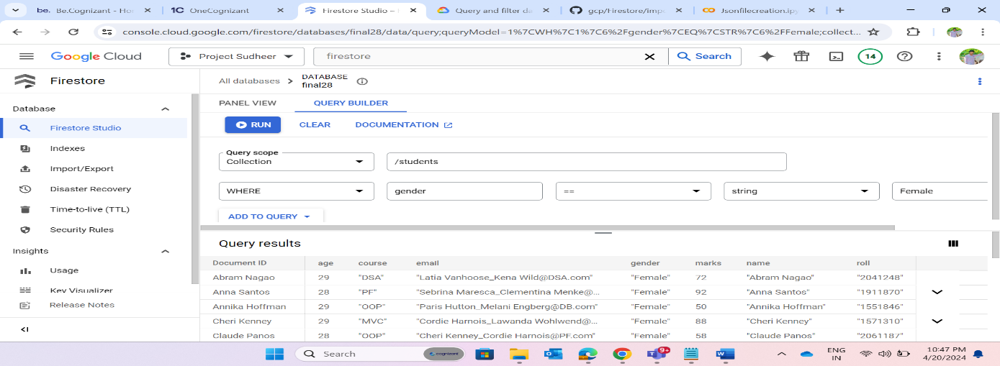 be. Be.Cognizant - Hor
1C OneCognizant
Firestore Studio –
Query and filter da
gcp/Firestore/impl
Jsonfilecreation.ipy
console.cloud.google.com/firestore/databases/final28/data/query;queryModel=1%7CWH%7C1%7C6%2Fgender%7CEQ%7CSTR%7C6%2FFemale;collect...
Google Cloud
Project Sudheer
firestore
Search
14
Firestore
All databases > DATABASE
final28
Database
PANEL VIEW QUERY BUILDER
Firestore Studio
RUN CLEAR DOCUMENTATION
Indexes
Import/Export
Disaster Recovery
Time-to-live (TTL)
Security Rules
Insights
Usage
Key Visualizer
Release Notes
Query scope
Collection /students
WHERE gender == string Female
ADD TO QUERY
Query results
Document ID age course email gender marks name roll
Abram Nagao 29 "DSA" "Latia Vanhoose_Kena Wild@DSA.com" "Female" 72 "Abram Nagao" "2041248"
Anna Santos 28 "PF" "Sebrina Maresca_Clementina Menke@... "Female" 92 "Anna Santos" "1911870"
Annika Hoffman 29 "OOP" "Paris Hutton_Melani Engberg@DB.com" "Female" 50 "Annika Hoffman" "1551846"
Cheri Kenney 29 "MVC" "Cordie Harnois_Lawanda Wohlwend@... "Female" 88 "Cheri Kenney" "1571310"
Claude Panos 28 "OOP" "Cheri Kenney_Cordie Harnois@PF.com" "Female" 58 "Claude Panos" "2061187"
Search
cognizant
9+
ENG
IN
10:47 PM
4/20/2024